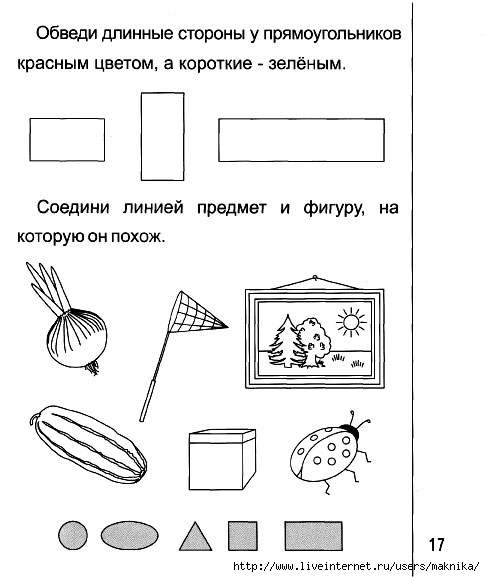 Обведи длинные стороны у прямоугольников
красным цветом, а короткие - зелёным.
Соедини линией предмет и фигуру, на
которую он похож.
17
http://www.liveinternet.ru/users/maknika/